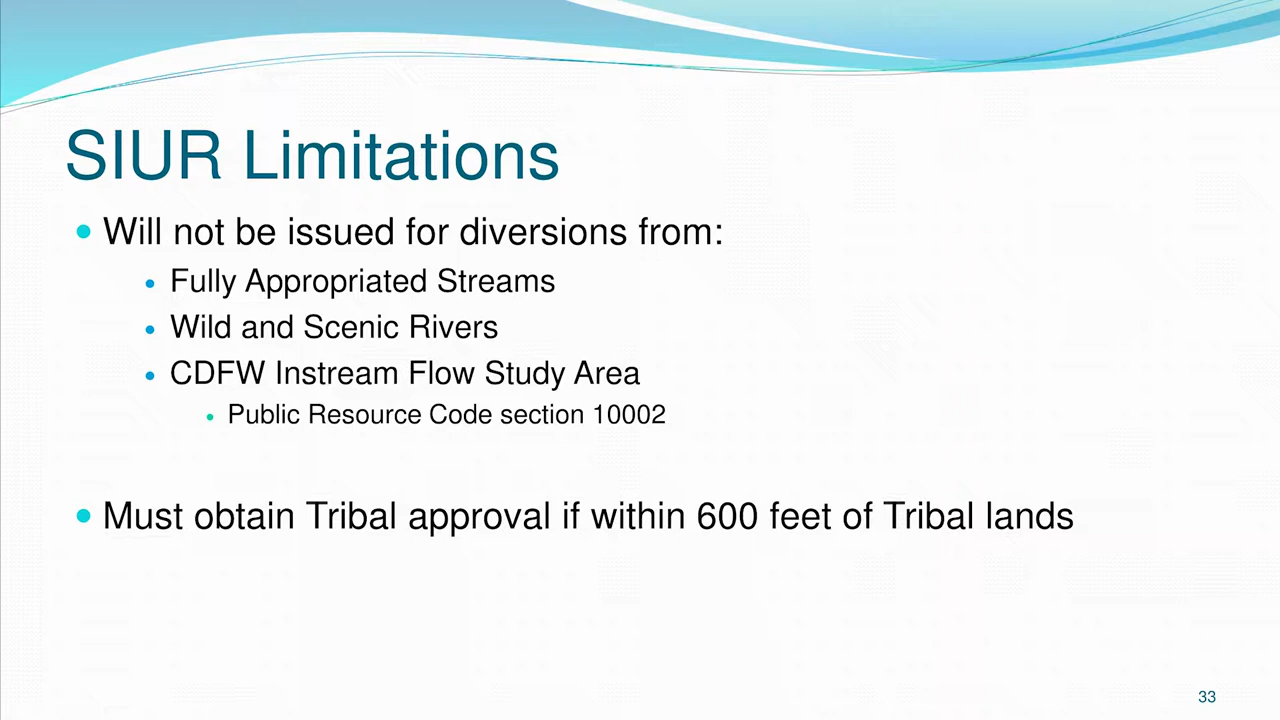 SIUR Limitations
Will not be issued for diversions from:
Fully Appropriated Streams
Wild and Scenic Rivers
CDFW Instream Flow Study Area
Public Resource Code section 10002
Must obtain Tribal approval if within 600 feet of Tribal lands
33